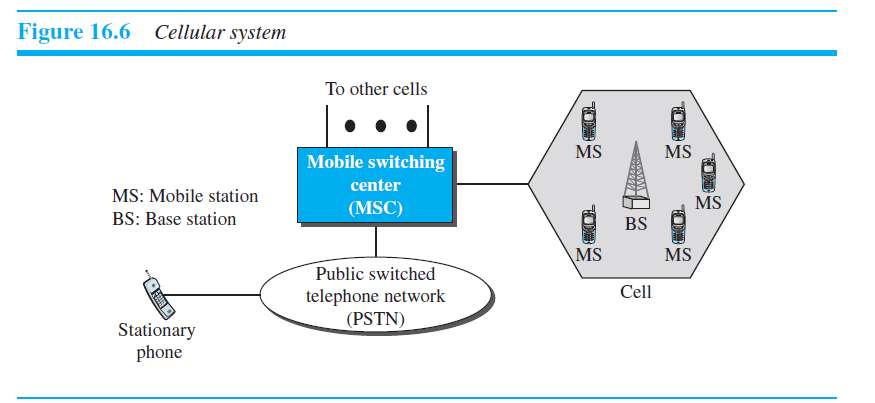 Figure 16.6 Cellular system
To other cells
Mobile switching
center
(MSC)
MS: Mobile station
BS: Base station
MS
MS
MS
BS
MS
MS
Cell
Public switched
telephone network
(PSTN)
Stationary
phone